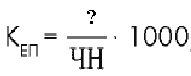 К_ЕП = ? / ЧН · 1000